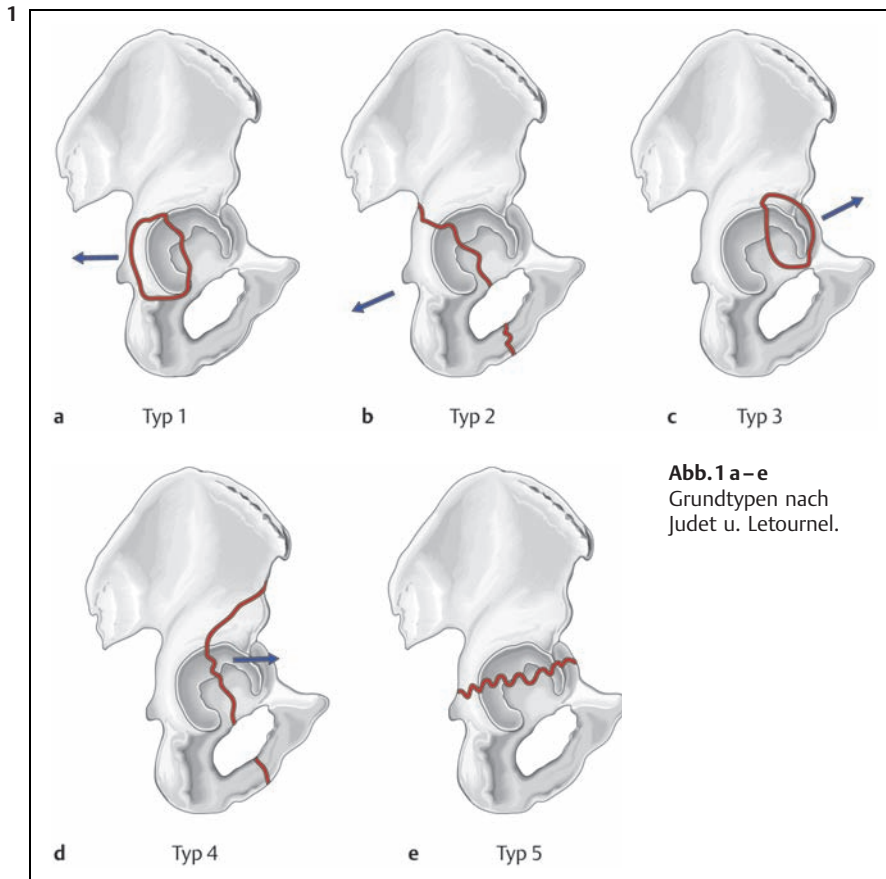 1
a Typ 1
b Typ 2
c Typ 3
Abb. 1 a – e
Grundtypen nach
Judet u. Letournel.
d Typ 4
e Typ 5